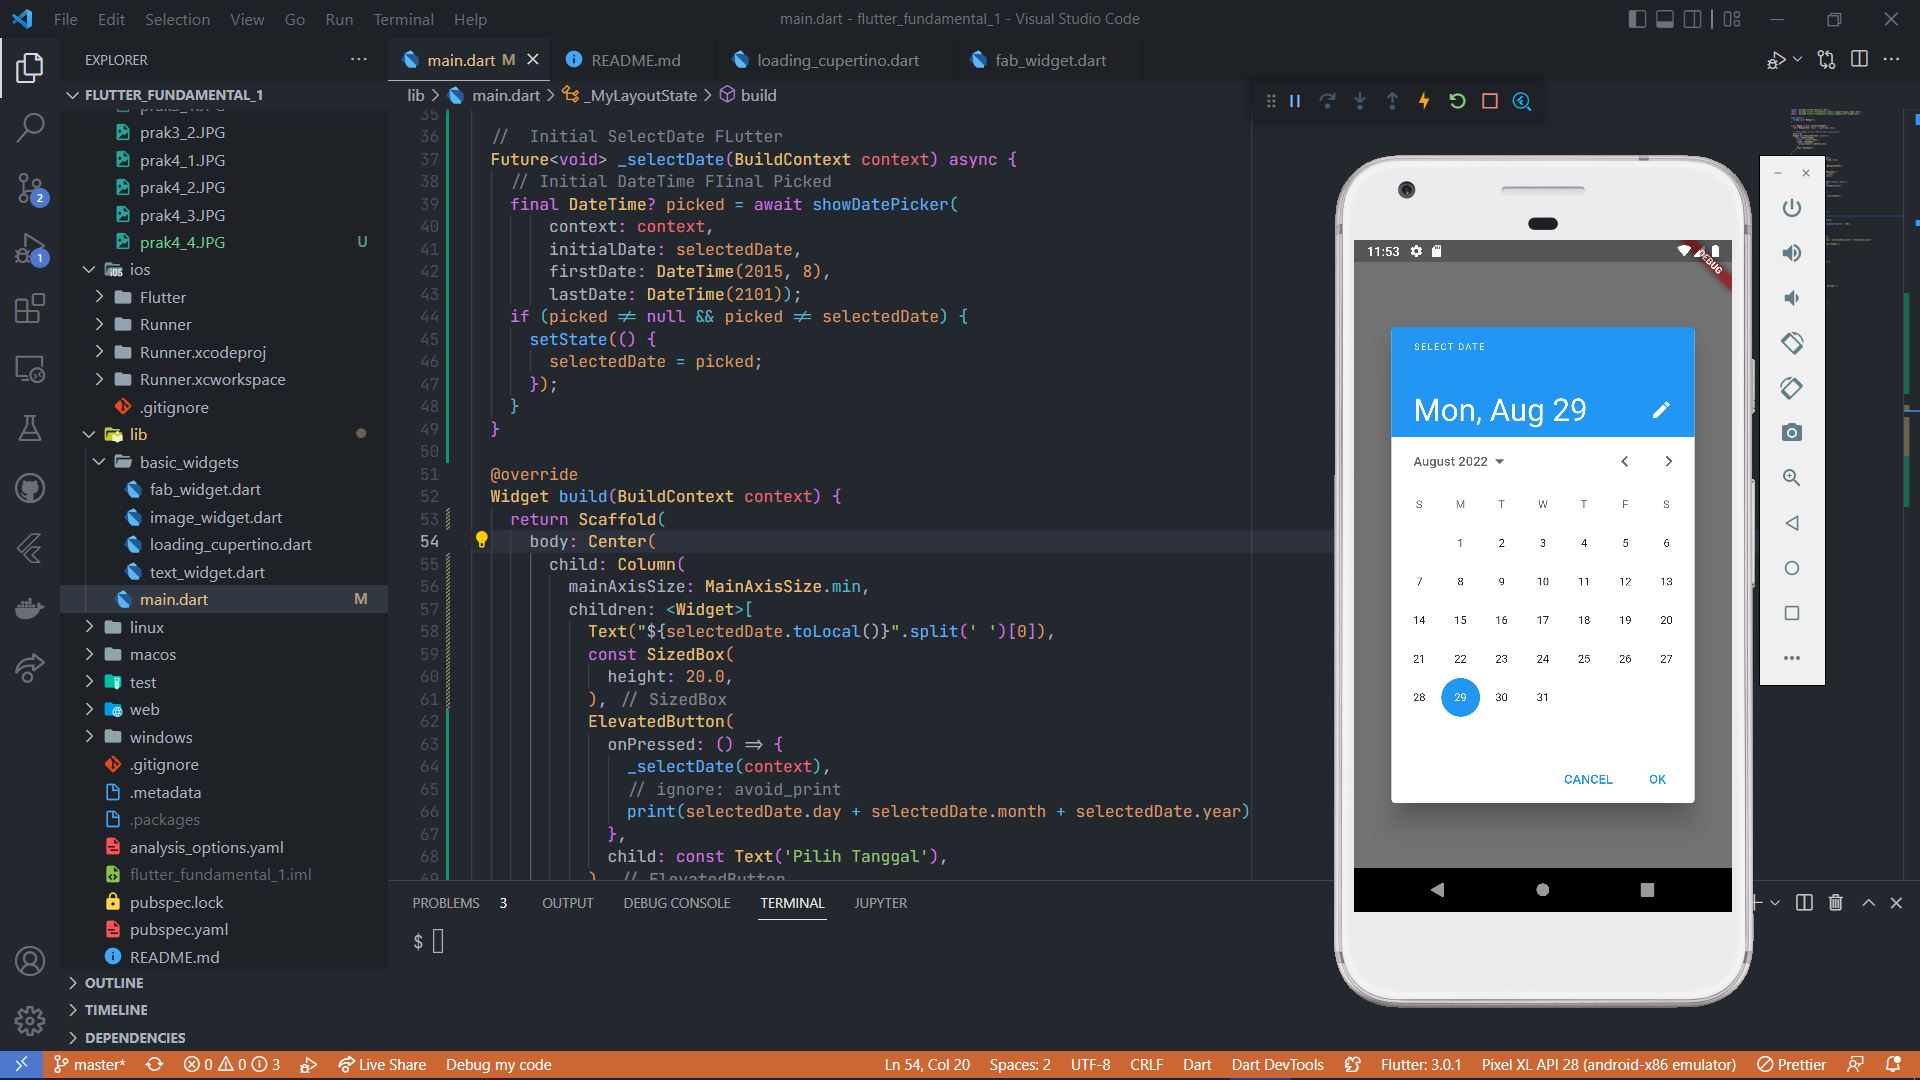 File Edit Selection View Go Run Terminal Help
main.dart - flutter_fundamental_1 - Visual Studio Code
EXPLORER
FLUTTER_FUNDAMENTAL_1
prak3_2.JPG
prak4_1.JPG
prak4_2.JPG
prak4_3.JPG
prak4_4.JPG U
ios
Flutter
Runner
Runner.xcodeproj
Runner.xcworkspace
.gitignore
lib
basic_widgets
fab_widget.dart
image_widget.dart
loading_cupertino.dart
text_widget.dart
main.dart M
linux
macos
test
web
windows
.gitignore
.metadata
.packages
analysis_options.yaml
flutter_fundamental_1.iml
pubspec.lock
pubspec.yaml
README.md
OUTLINE
TIMELINE
DEPENDENCIES
2
1
main.dart M README.md loading_cupertino.dart fab_widget.dart
lib > main.dart > _MyLayoutState > build
35
36 //  Initial SelectDate FLutter
37 Future<void> _selectDate(BuildContext context) async {
38 // Initial DateTime FIinal Picked
39 final DateTime? picked = await showDatePicker(
40 context: context,
41 initialDate: selectedDate,
42 firstDate: DateTime(2015, 8),
43 lastDate: DateTime(2101));
44 if (picked != null && picked != selectedDate) {
45 setState(() {
46 selectedDate = picked;
47 });
48 }
49 }
50
51 @override
52 Widget build(BuildContext context) {
53 return Scaffold(
54 body: Center(
55 child: Column(
56 mainAxisSize: MainAxisSize.min,
57 children: <Widget>[
58 Text("${selectedDate.toLocal()}".split(' ')[0]),
59 const SizedBox(
60 height: 20.0,
61 ), // SizedBox
62 ElevatedButton(
63 onPressed: () => {
64 _selectDate(context),
65 // ignore: avoid_print
66 print(selectedDate.day + selectedDate.month + selectedDate.year)
67 },
68 child: const Text('Pilih Tanggal'),
69 ), // ElevatedButton
PROBLEMS 3 OUTPUT DEBUG CONSOLE TERMINAL JUPYTER
$
11:53
DEBUG
SELECT DATE
Mon, Aug 29
August 2022
S M T W T F S
1 2 3 4 5 6
7 8 9 10 11 12 13
14 15 16 17 18 19 20
21 22 23 24 25 26 27
28 29 30 31
CANCEL OK
master* 0 0 3 Live Share Debug my code
Ln 54, Col 20 Spaces: 2 UTF-8 CRLF Dart Dart DevTools Flutter: 3.0.1 Pixel XL API 28 (android-x86 emulator) Prettier